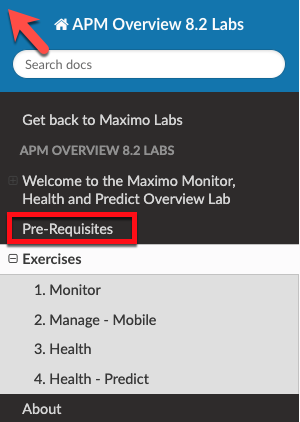 APM Overview 8.2 Labs
Search docs
Get back to Maximo Labs
APM OVERVIEW 8.2 LABS
Welcome to the Maximo Monitor,
Health and Predict Overview Lab
Pre-Requisites
Exercises
1. Monitor
2. Manage - Mobile
3. Health
4. Health - Predict
About